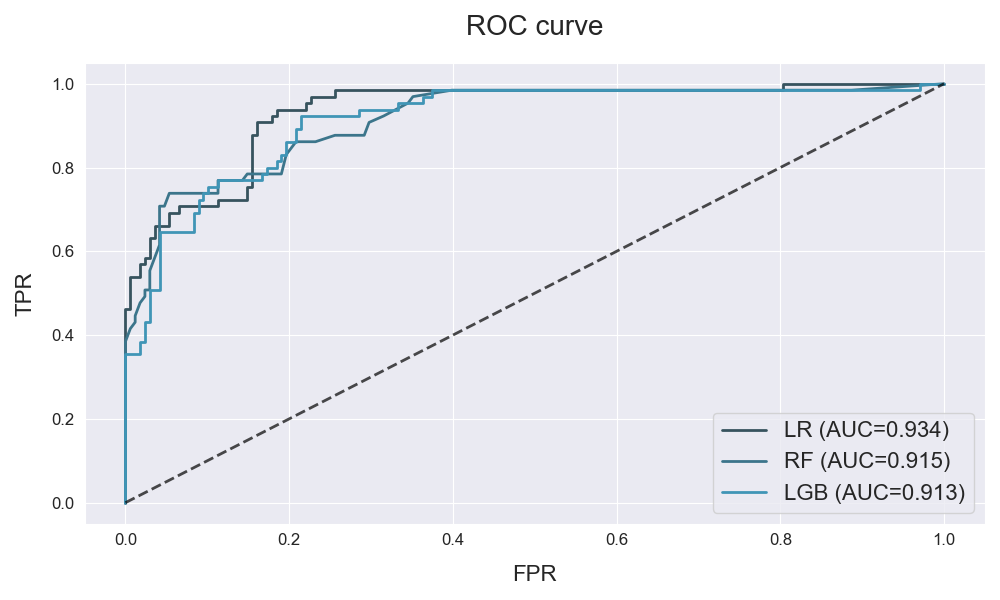 ROC curve
TPR
1.0
0.8
0.6
0.4
0.2
0.0
LR (AUC=0.934)
RF (AUC=0.915)
LGB (AUC=0.913)
0.0 0.2 0.4 0.6 0.8 1.0
FPR